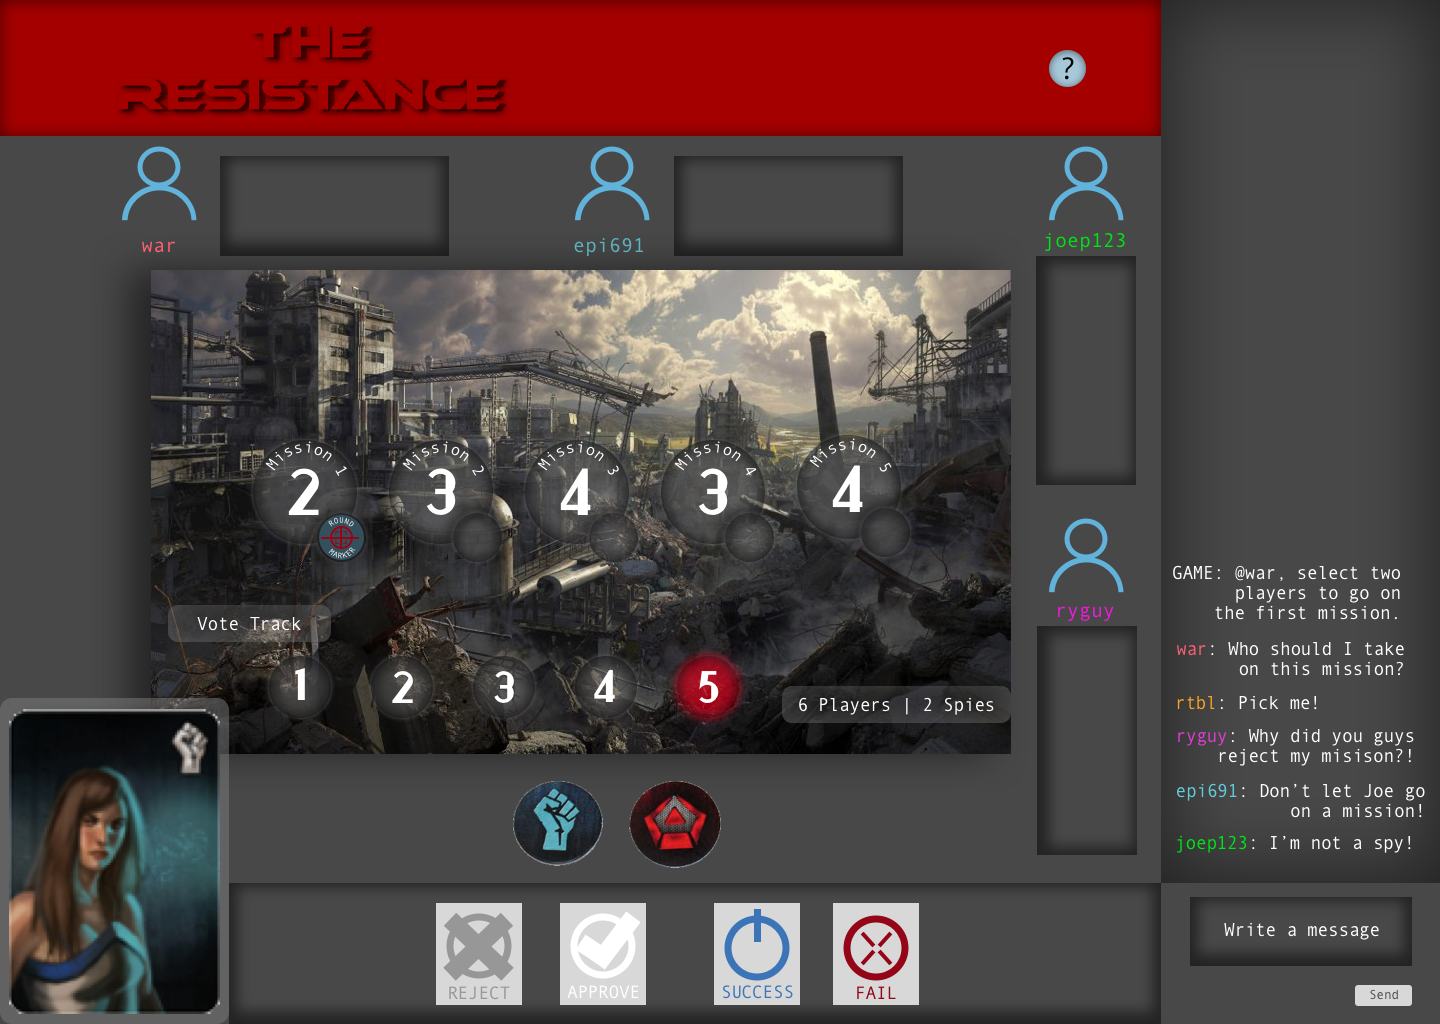 THE
RESISTANCE
?
war
epi691
joep123
Mission 1
2
Mission 2
3
Mission 3
4
Mission 4
3
Mission 5
4
ROUND
MARKER
ryguy
Vote Track
1
2
3
4
5
6 Players | 2 Spies
REJECT
APPROVE
SUCCESS
FAIL
GAME: @war, select two
players to go on
the first mission.
war: Who should I take
on this mission?
rtbl: Pick me!
ryguy: Why did you guys
reject my misison?!
epi691: Don't let Joe go
on a mission!
joep123: I'm not a spy!
Write a message
Send